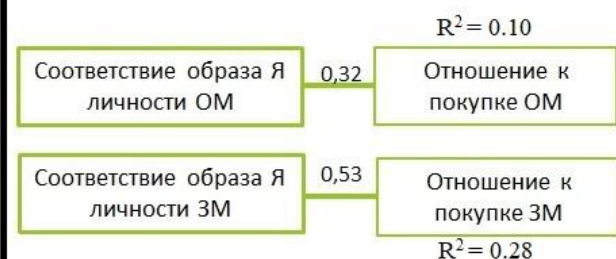 R² = 0.10
Соответствие образа Я
личности ОМ
0,32
Отношение к
покупке ОМ
Соответствие образа Я
личности ЗМ
0,53
Отношение к
покупке ЗМ
R² = 0.28